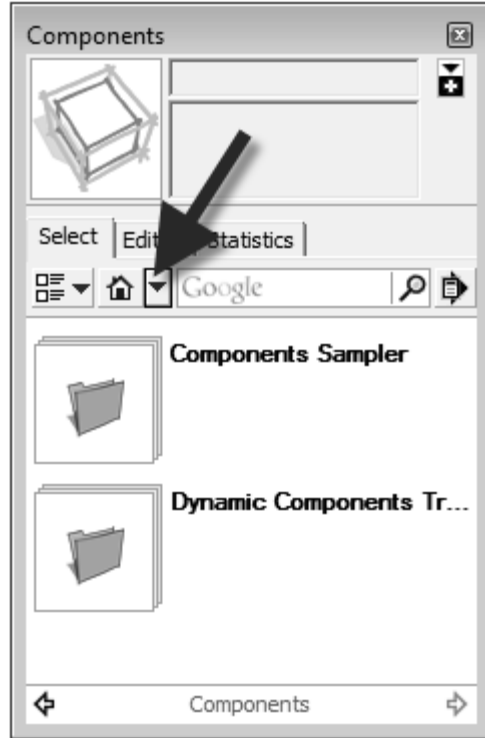 Components
Select Edit Statistics
Google
Components Sampler
Dynamic Components Tr...
Components